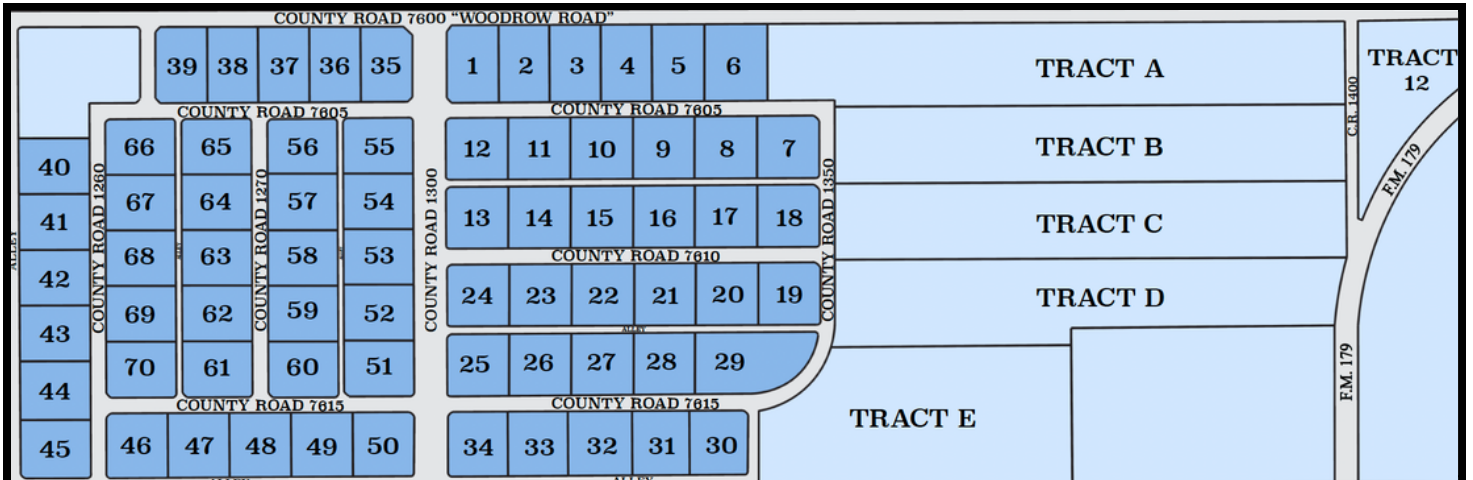 COUNTY ROAD 7600 “WOODROW ROAD”
39 38 37 36 35
1 2 3 4 5 6
TRACT A
TRACT
12
C.R. 1400
COUNTY ROAD 7605
COUNTY ROAD 7605
66 65 56 55
12 11 10 9 8 7
TRACT B
40
COUNTY ROAD 1260
COUNTY ROAD 1270
COUNTY ROAD 1300
COUNTY ROAD 1350
F.M. 179
67 64 57 54
13 14 15 16 17 18
TRACT C
41
ALLEY
68 63 58 53
COUNTY ROAD 7610
42
24 23 22 21 20 19
TRACT D
69 62 59 52
43
ALLEY
70 61 60 51
25 26 27 28 29
F.M. 179
44
COUNTY ROAD 7615
COUNTY ROAD 7615
TRACT E
45
46 47 48 49 50
34 33 32 31 30